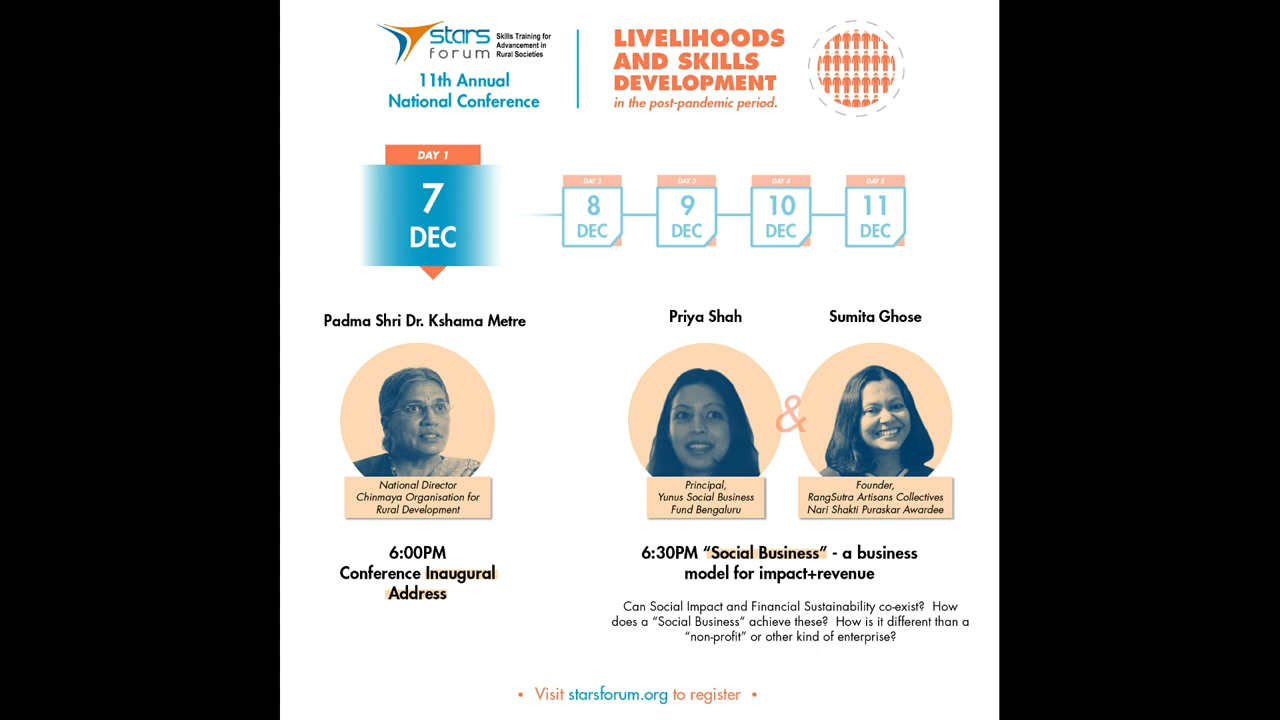 stars
forum
Skills Training for
Advancement in
Rural Societies
11th Annual
National Conference
LIVELIHOODS
AND SKILLS
DEVELOPMENT
in the post-pandemic period.
DAY 1
7
DEC
DAY 2
8
DEC
DAY 3
9
DEC
DAY 4
10
DEC
DAY 5
11
DEC
Padma Shri Dr. Kshama Metre
National Director
Chinmaya Organisation for
Rural Development
6:00PM
Conference Inaugural
Address
Priya Shah
Principal,
Yunus Social Business
Fund Bengaluru
&
Sumita Ghose
Founder,
RangSutra Artisans Collectives
Nari Shakti Puraskar Awardee
6:30PM “Social Business” - a business
model for impact+revenue
Can Social Impact and Financial Sustainability co-exist? How
does a “Social Business” achieve these? How is it different than a
“non-profit” or other kind of enterprise?
• Visit starsforum.org to register •